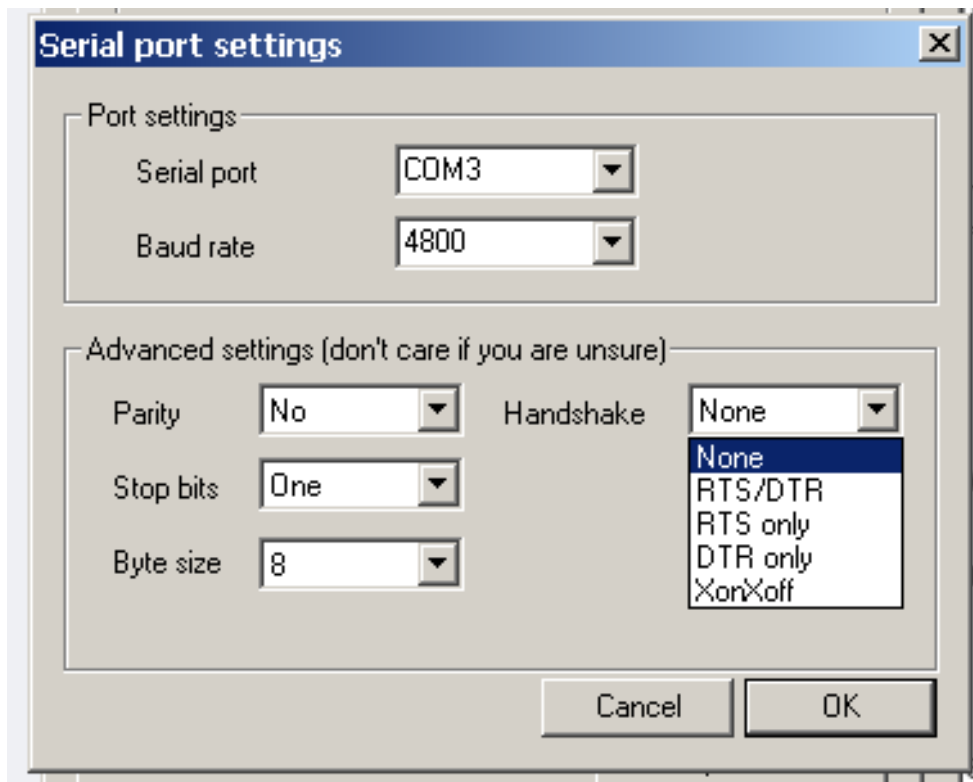 Serial port settings
Port settings
Serial port COM3
Baud rate 4800
Advanced settings (don't care if you are unsure)
Parity No Handshake None
None
Stop bits One RTS/DTR
RTS only
Byte size 8 DTR only
XonXoff
Cancel OK